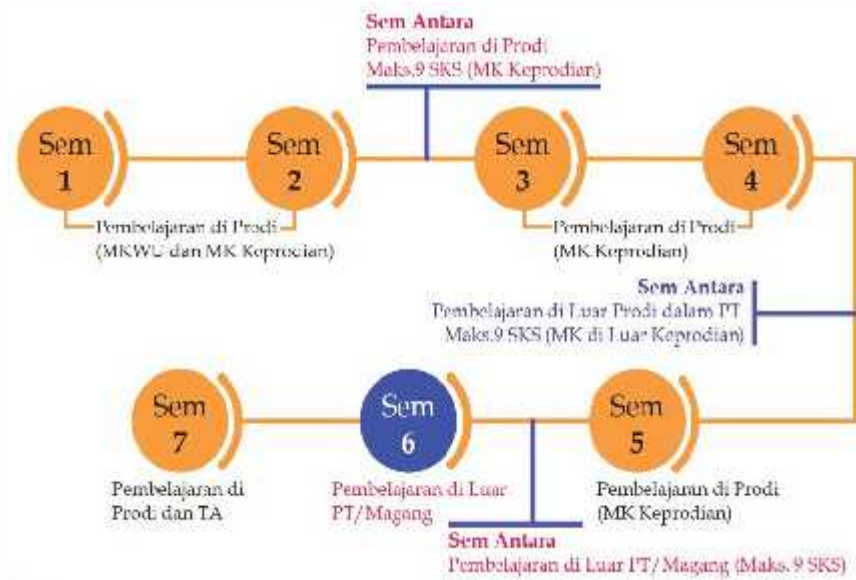 Sem Antara
Pembelajaran di Prodi
Maks.9 SKS (MK Keprodian)
Sem
1
Sem
2
Sem
3
Sem
4
Pembelajaran di Prodi
(MKWU dan MK Keprodian)
Pembelajaran di Prodi
(MK Keprodian)
Sem Antara
Pembelajaran di Luar Prodi dalam PT
Maks.9 SKS (MK di Luar Keprodian)
Sem
7
Sem
6
Sem
5
Pembelajaran di
Prodi dan TA
Pembelajaran di Luar
PT/Magang
Pembelajaran di Prodi
(MK Keprodian)
Sem Antara
Pembelajaran di Luar PT/Magang (Maks. 9 SKS)